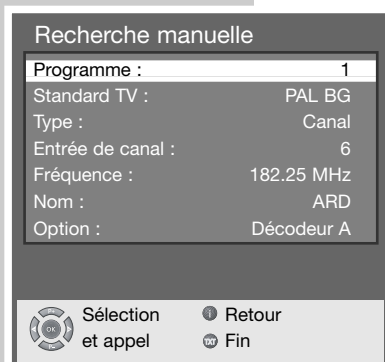 Recherche manuelle
Programme : 1
Standard TV : PAL BG
Type : Canal
Entrée de canal : 6
Fréquence : 182.25 MHz
Nom : ARD
Option : Décodeur A
P+
OK
P-
Sélection
et appel
i Retour
TXT Fin